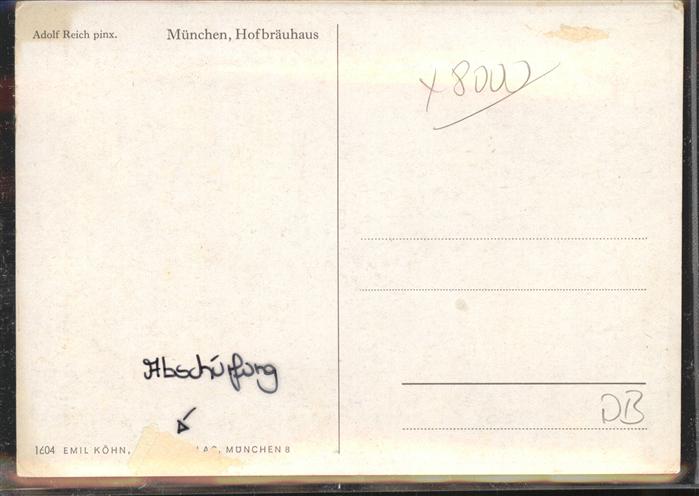 Adolf Reich pinx. München, Hofbräuhaus
x 8000
Abschürfung
DB
1604 EMIL KÖHN, LAG, MÜNCHEN 8